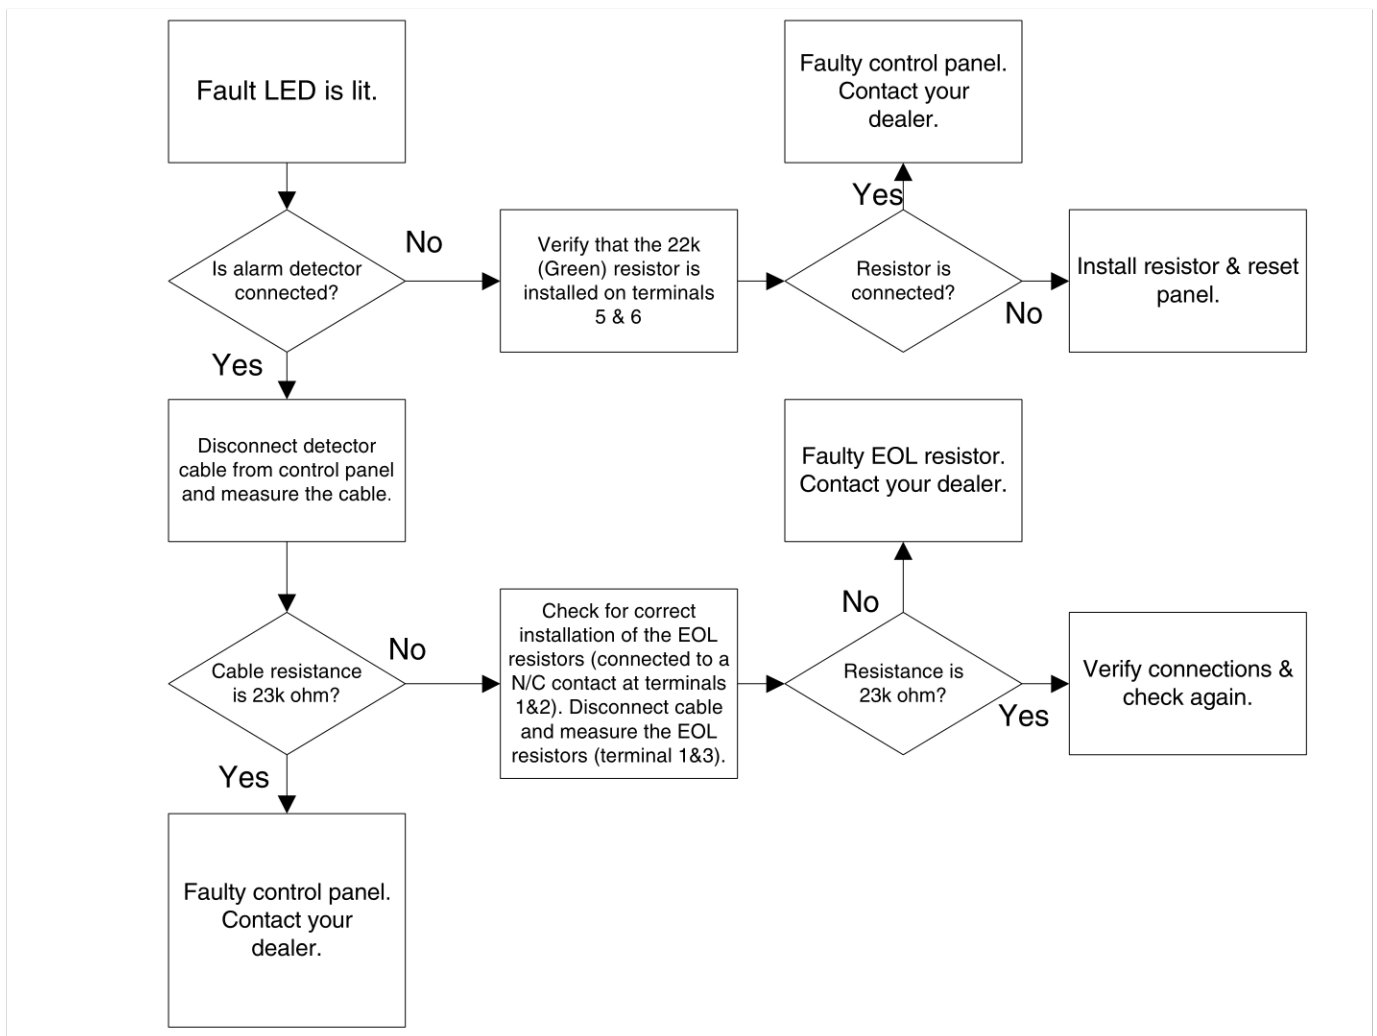 Fault LED is lit.
Is alarm detector
connected?
No
Verify that the 22k
(Green) resistor is
installed on terminals
5 & 6
Resistor is
connected?
Yes
Faulty control panel.
Contact your
dealer.
No
Install resistor & reset
panel.
Yes
Disconnect detector
cable from control panel
and measure the cable.
Cable resistance
is 23k ohm?
No
Check for correct
installation of the EOL
resistors (connected to a
N/C contact at terminals
1&2). Disconnect cable
and measure the EOL
resistors (terminal 1&3).
Resistance is
23k ohm?
No
Faulty EOL resistor.
Contact your dealer.
Yes
Verify connections &
check again.
Yes
Faulty control panel.
Contact your
dealer.